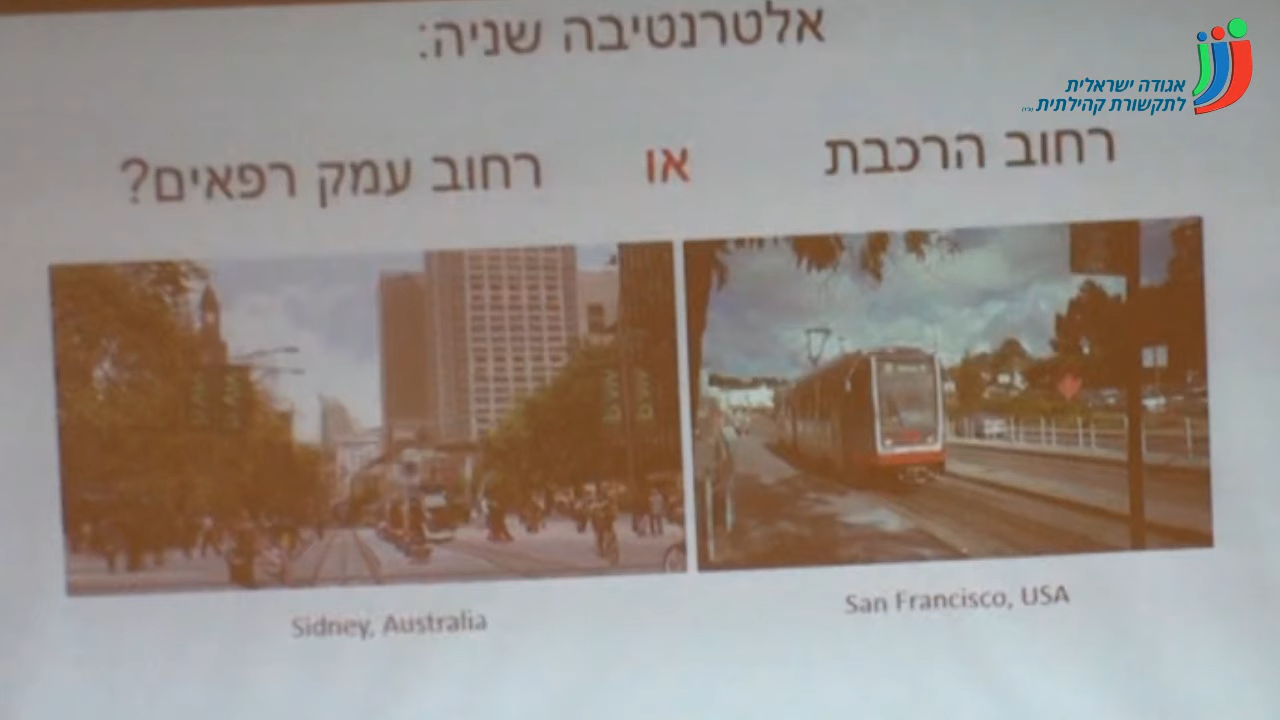 אלטרנטיבה שניה:
אגודה ישראלית
לתקשורת קהילתית
רחוב הרכבת או רחוב עמק רפאים?
Sidney, Australia
San Francisco, USA